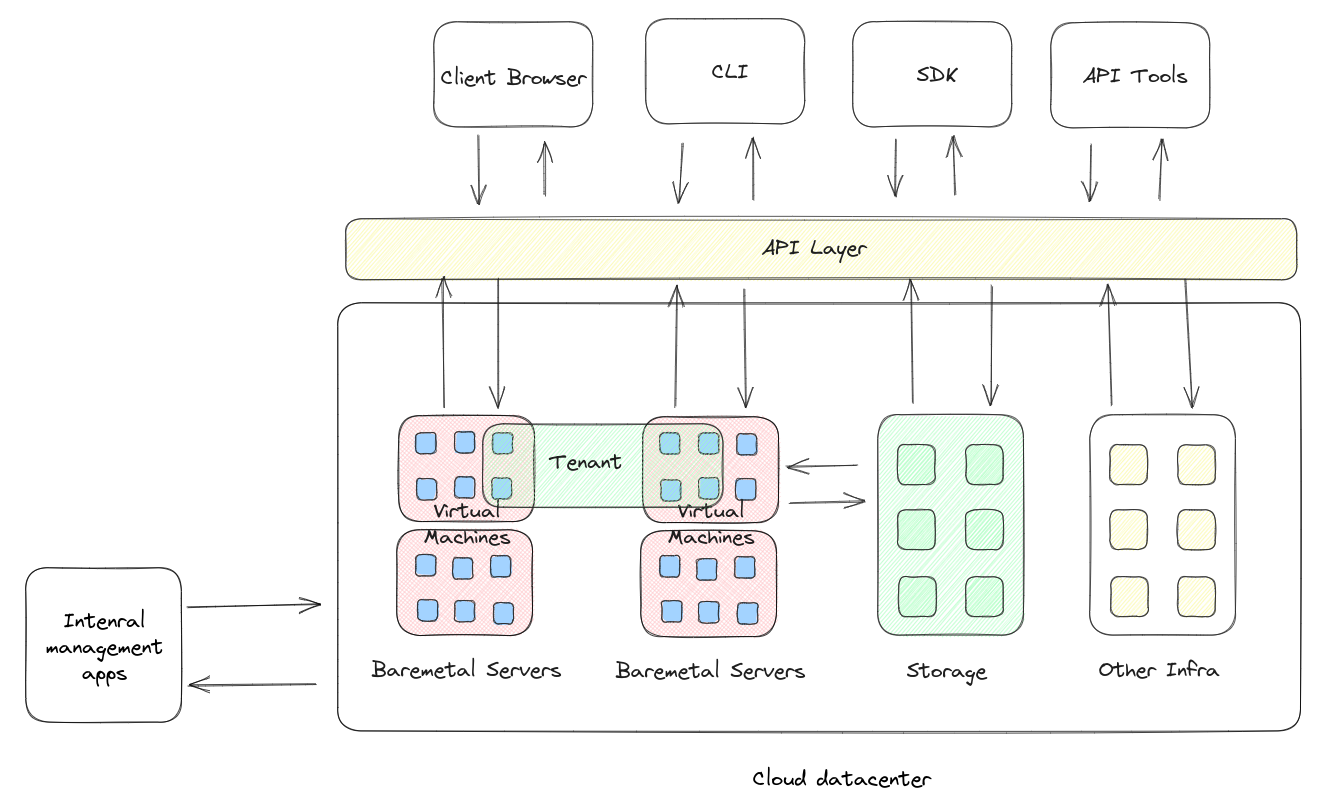 Client Browser
CLI
SDK
API Tools
API Layer
Tenant
Virtual
Machines
Virtual
Machines
Intenral
management
apps
Baremetal Servers
Baremetal Servers
Storage
Other Infra
Cloud datacenter